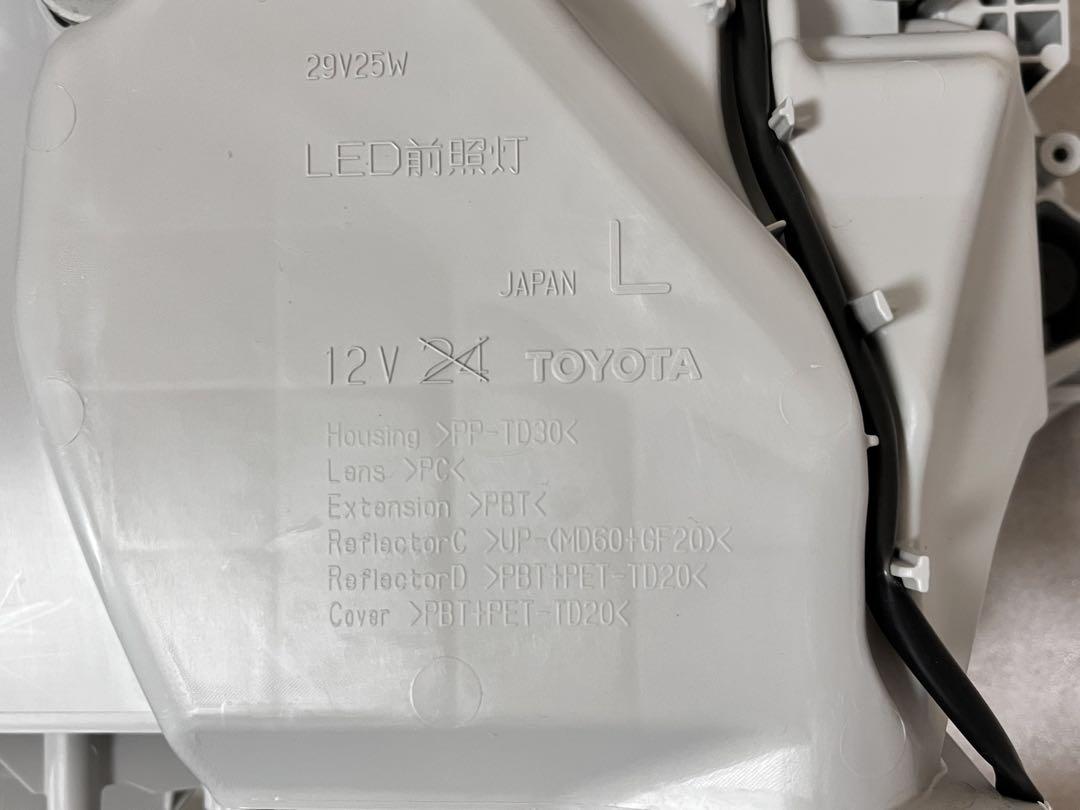 29V25W
LED前照灯
JAPAN L
12V 24 TOYOTA
Housing >PP-TD30<
Lens >PC<
Extension >PBT<
ReflectorC >UP-(MD60+GF20)<
ReflectorD >PBT+PET-TD20<
Cover >PBT+PET-TD20<